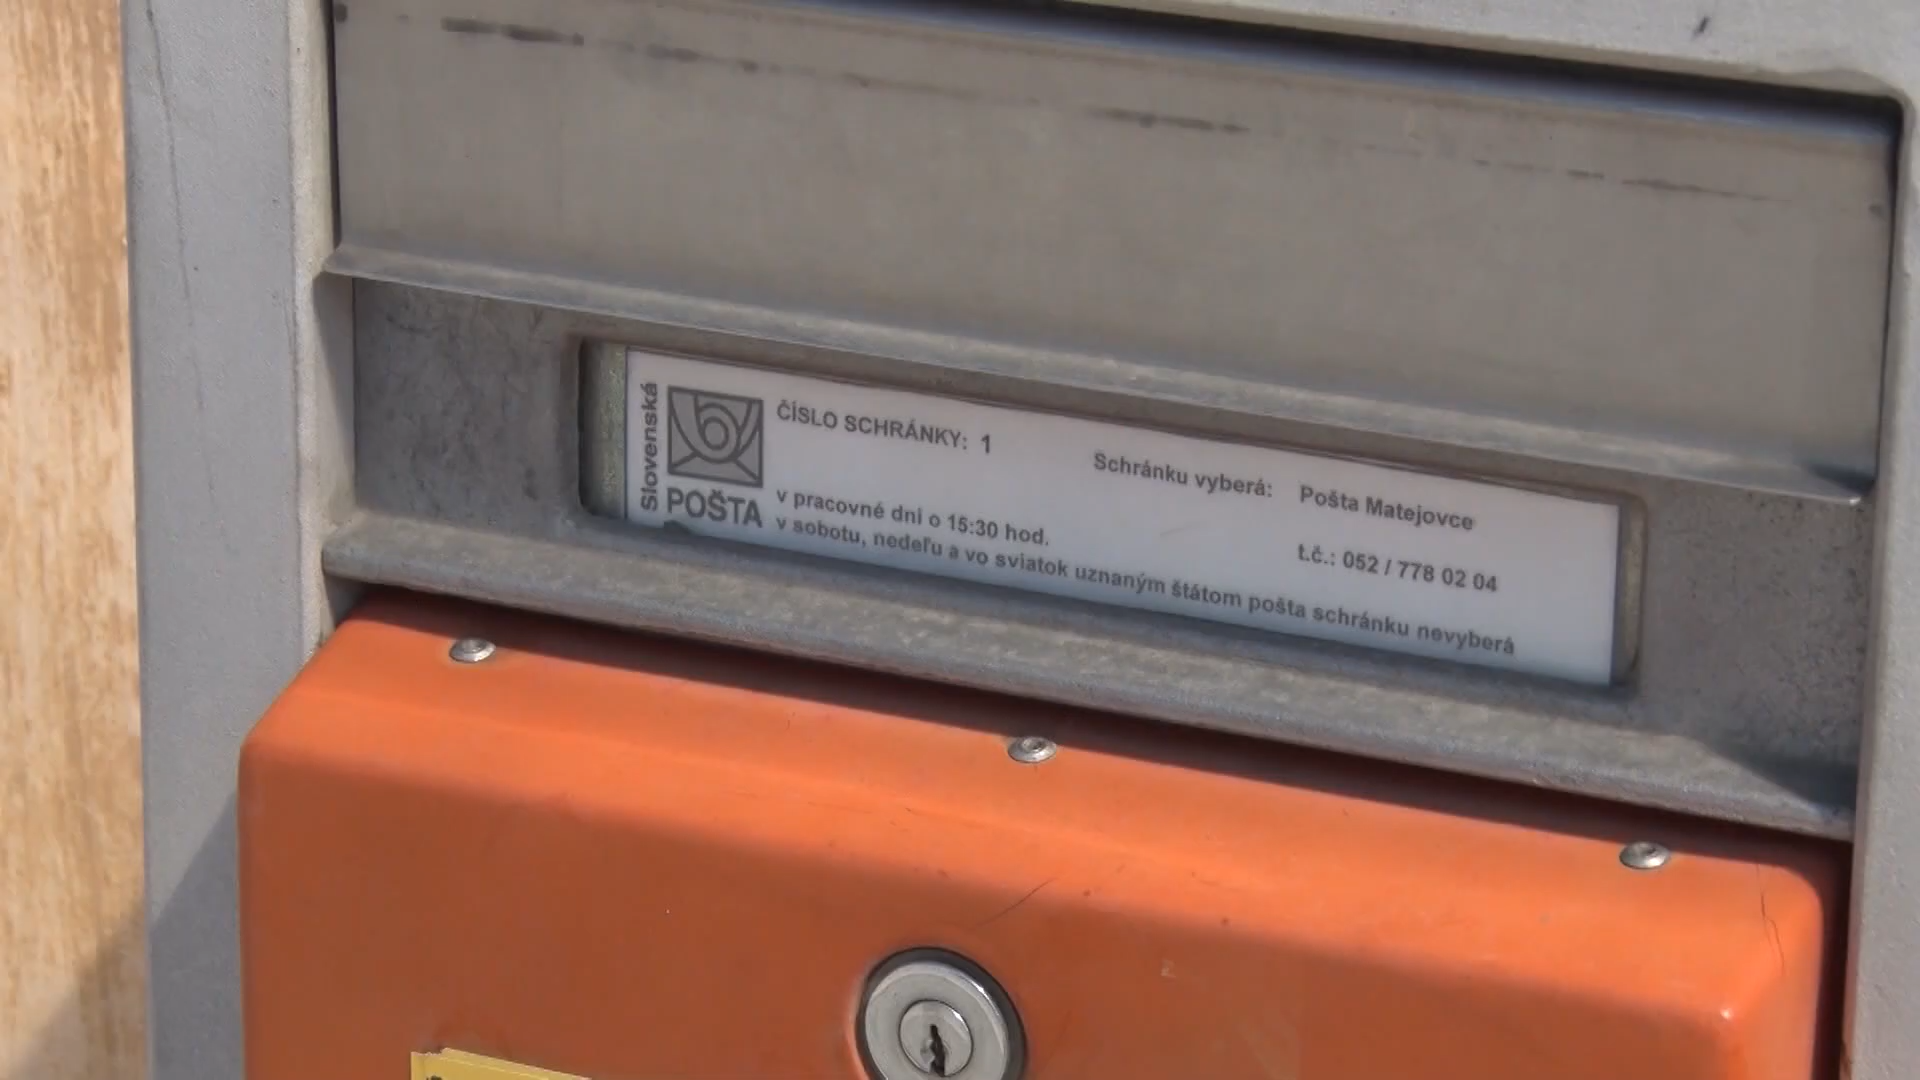 Slovenská
POŠTA
ČÍSLO SCHRÁNKY: 1
Schránku vyberá: Pošta Matejovce
v pracovné dni o 15:30 hod.
t.č.: 052 / 778 02 04
v sobotu, nedeľu a vo sviatok uznaným štátom pošta schránku nevyberá